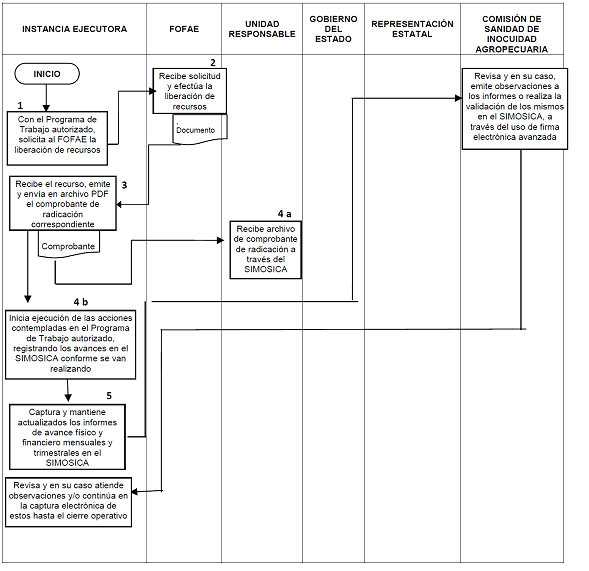 INSTANCIA EJECUTORA
FOFAE
UNIDAD
RESPONSABLE
GOBIERNO
DEL
ESTADO
REPRESENTACIÓN
ESTATAL
COMISIÓN DE
SANIDAD DE
INOCUIDAD
AGROPECUARIA
INICIO
1
Con el Programa de
Trabajo autorizado,
solicita al FOFAE la
liberación de recursos
2
Recibe solicitud
y efectúa la
liberación de
recursos
Documento
3
Recibe el recurso, emite
y envía en archivo PDF
el comprobante de
radicación
correspondiente
Comprobante
4 a
Recibe archivo
de comprobante
de radicación a
través del
SIMOSICA
4 b
Inicia ejecución de las acciones
contempladas en el Programa
de Trabajo autorizado,
registrando los avances en el
SIMOSICA conforme se van
realizando
5
Captura y mantiene
actualizados los informes
de avance físico y
financiero mensuales y
trimestrales en el
SIMOSICA
Revisa y en su caso,
emite observaciones a
los informes o realiza la
validación de los mismos
en el SIMOSICA, a
través del uso de firma
electrónica avanzada
Revisa y en su caso atiende
observaciones y/o continúa en
la captura electrónica de
estos hasta el cierre operativo